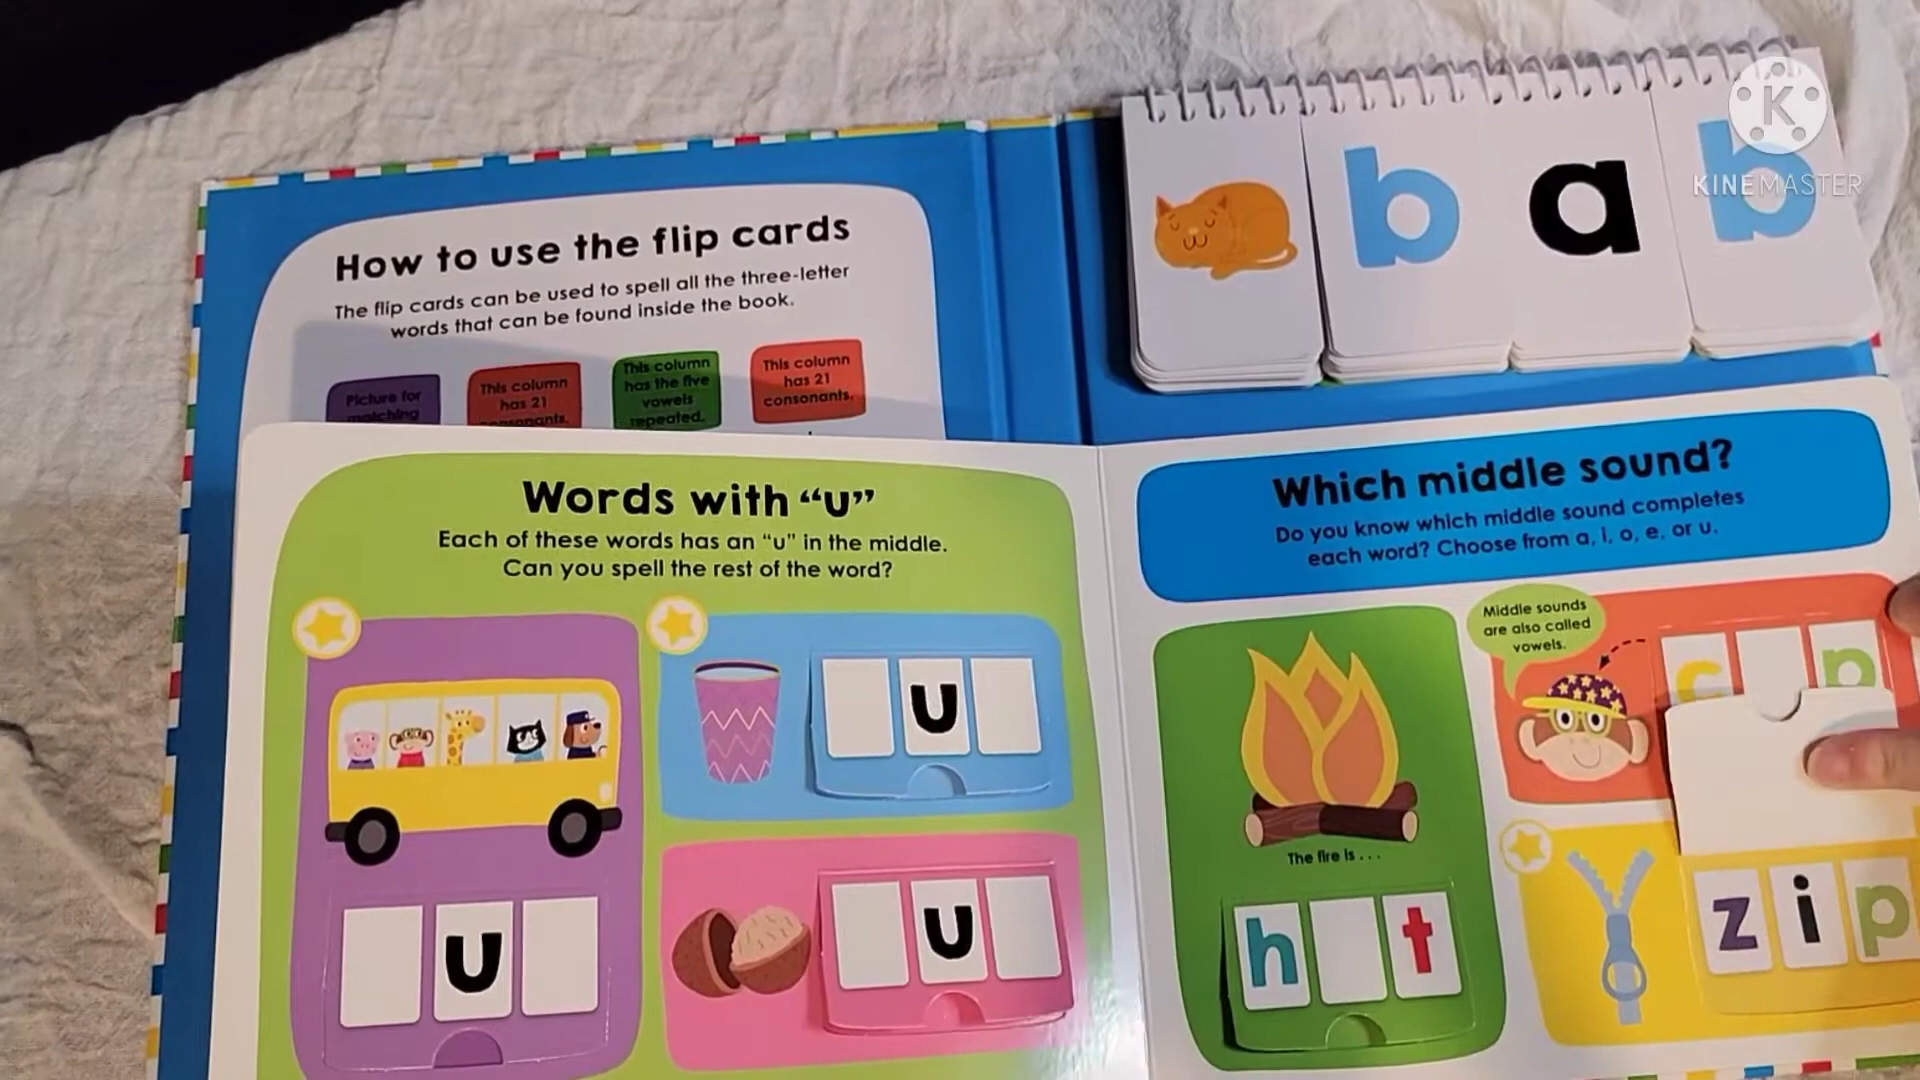 KINEMASTER
b a b
How to use the flip cards
The flip cards can be used to spell all the three-letter
words that can be found inside the book.
Picture for
matching
This column
has 21
consonants.
This column
has the five
vowels
repeated.
This column
has 21
consonants.
Words with “u”
Each of these words has an “u” in the middle.
Can you spell the rest of the word?
u
u
u
Which middle sound?
Do you know which middle sound completes
each word? Choose from a, i, o, e, or u.
Middle sounds
are also called
vowels.
c p
The fire is . . .
h t
z i p